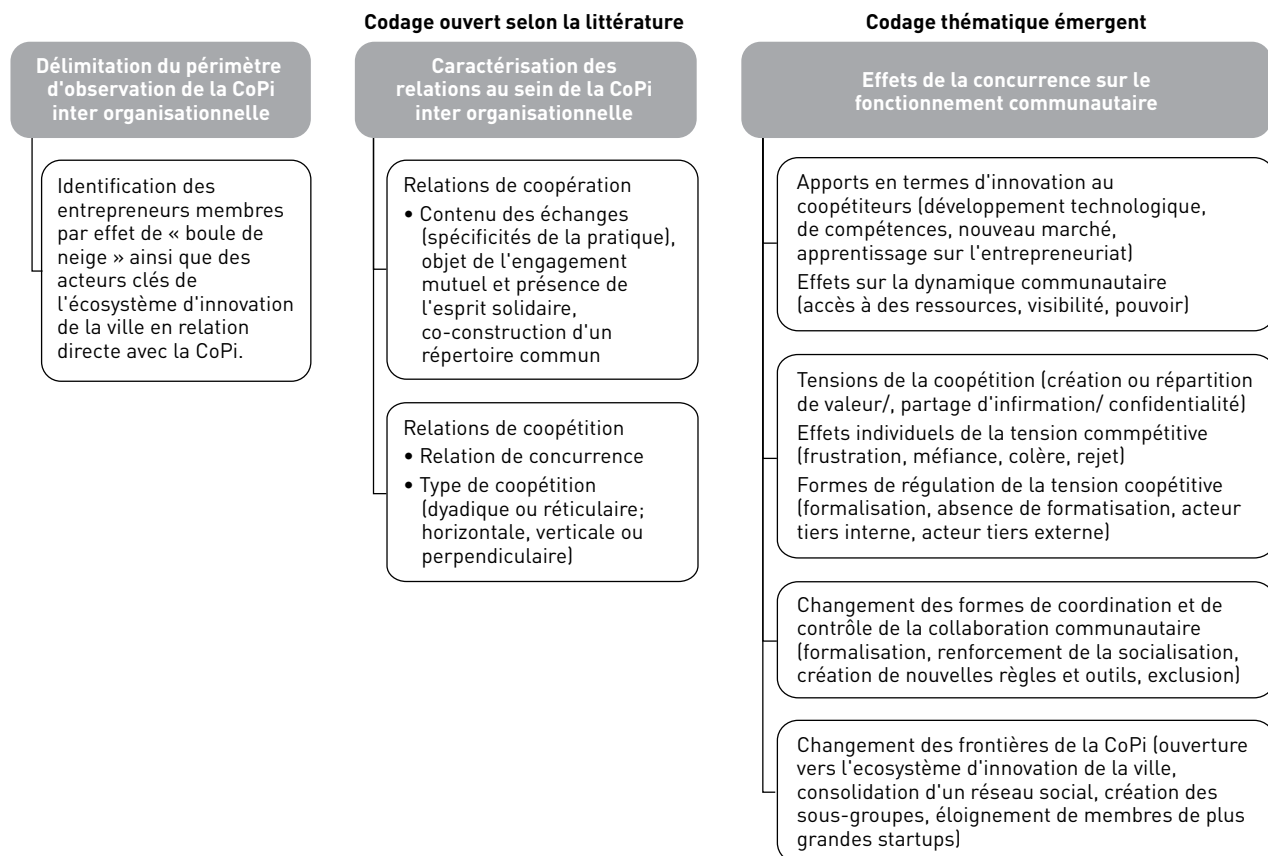 Codage ouvert selon la littérature
Codage thématique émergent
Délimitation du périmètre
d'observation de la CoPi
inter organisationnelle
Identification des
entrepreneurs membres
par effet de « boule de
neige » ainsi que des
acteurs clés de
l'écosystème d'innovation
de la ville en relation
directe avec la CoPi.
Caractérisation des
relations au sein de la CoPi
inter organisationnelle
Relations de coopération
• Contenu des échanges
(spécificités de la pratique),
objet de l'engagement
mutuel et présence de
l'esprit solidaire,
co-construction d'un
répertoire commun
Relations de coopétition
• Relation de concurrence
• Type de coopétition
(dyadique ou réticulaire;
horizontale, verticale ou
perpendiculaire)
Effets de la concurrence sur le
fonctionnement communautaire
Apports en termes d'innovation au
coopétiteurs (développement technologique,
de compétences, nouveau marché,
apprentissage sur l'entrepreneuriat)
Effets sur la dynamique communautaire
(accès à des ressources, visibilité, pouvoir)
Tensions de la coopétition (création ou répartition
de valeur/, partage d'infirmation/ confidentialité)
Effets individuels de la tension commpétitive
(frustration, méfiance, colère, rejet)
Formes de régulation de la tension coopétitive
(formalisation, absence de formatisation, acteur
tiers interne, acteur tiers externe)
Changement des formes de coordination et de
contrôle de la collaboration communautaire
(formalisation, renforcement de la socialisation,
création de nouvelles règles et outils, exclusion)
Changement des frontières de la CoPi (ouverture
vers l'ecosystème d'innovation de la ville,
consolidation d'un réseau social, création des
sous-groupes, éloignement de membres de plus
grandes startups)